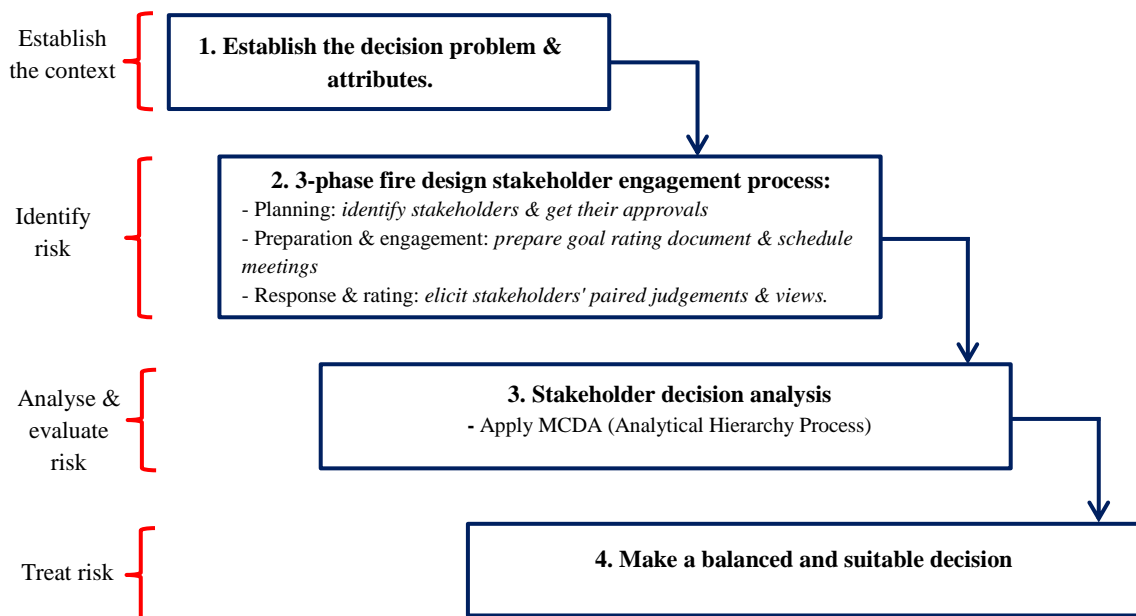 Establish
the context
1. Establish the decision problem &
attributes.
Identify
risk
2. 3-phase fire design stakeholder engagement process:
- Planning: identify stakeholders & get their approvals
- Preparation & engagement: prepare goal rating document & schedule
meetings
- Response & rating: elicit stakeholders' paired judgements & views.
Analyse &
evaluate
risk
3. Stakeholder decision analysis
- Apply MCDA (Analytical Hierarchy Process)
Treat risk
4. Make a balanced and suitable decision